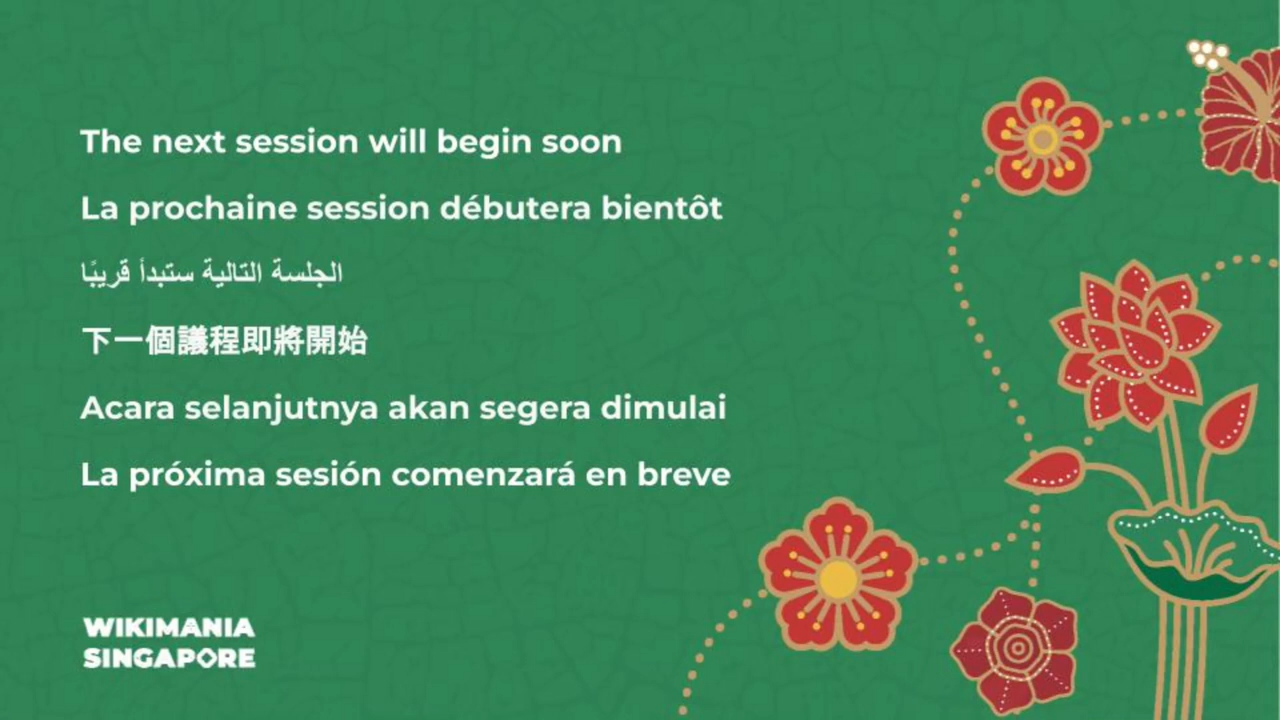 The next session will begin soon
La prochaine session débutera bientôt
الجلسة التالية ستبدأ قريبًا
下一個議程即將開始
Acara selanjutnya akan segera dimulai
La próxima sesión comenzará en breve
WIKIMANIA
SINGAPORE